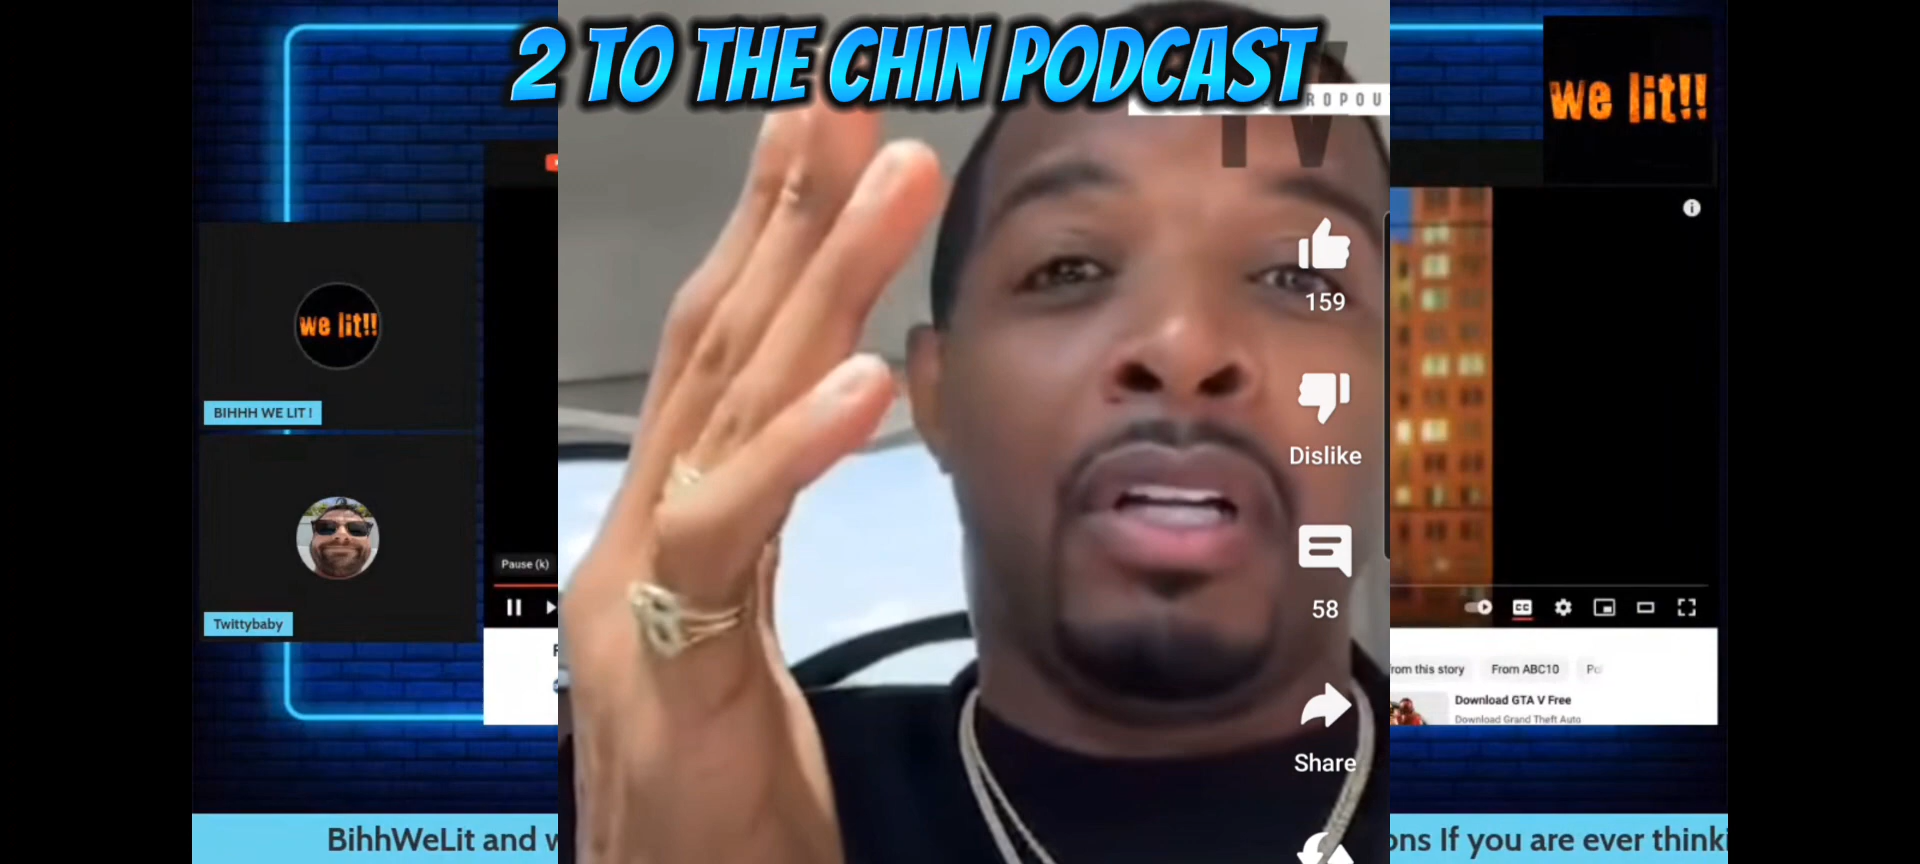 2 TO THE CHIN PODCAST
we lit!!
ROPOU
TV
159
we lit!!
BIHHH WE LIT !
Dislike
Pause (k)
58
CC
Twittybaby
rom this story
From ABC10
Download GTA V Free
Download Grand Theft Auto
Share
BihhWeLit and w
ons If you are ever thinki